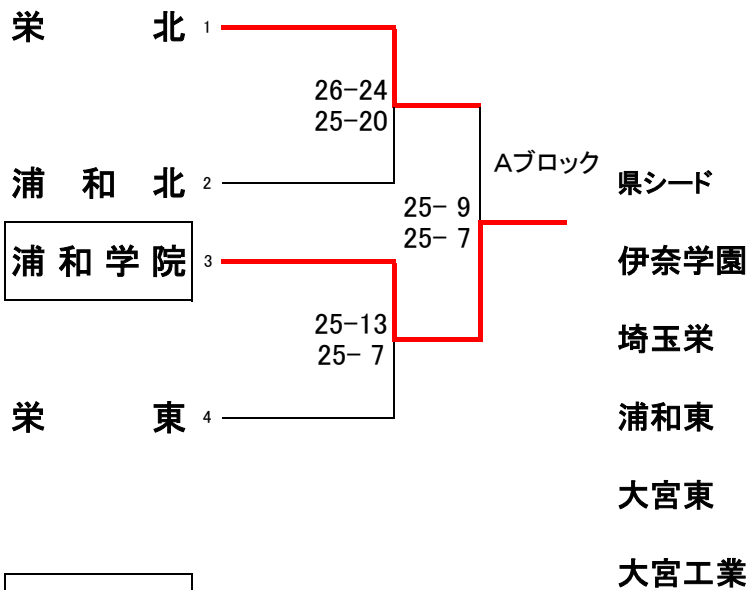 栄 北 1
26-24
25-20
浦 和 北 2
浦 和 学 院 3
25-13
25- 7
栄 東 4
25- 9
25- 7
Aブロック
県シード
伊奈学園
埼玉栄
浦和東
大宮東
大宮工業